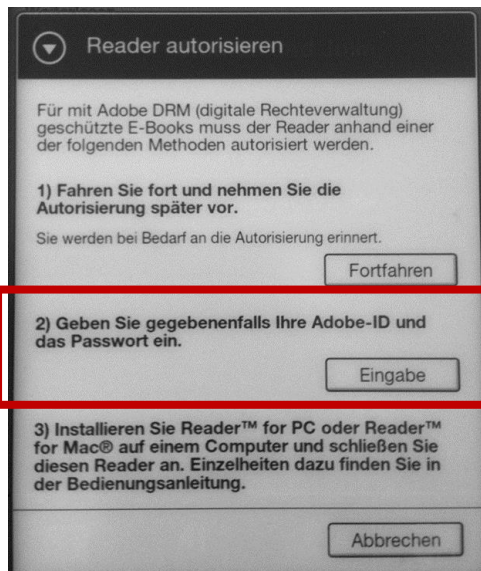 Reader autorisieren
Für mit Adobe DRM (digitale Rechteverwaltung)
geschützte E-Books muss der Reader anhand einer
der folgenden Methoden autorisiert werden.
1) Fahren Sie fort und nehmen Sie die
Autorisierung später vor.
Sie werden bei Bedarf an die Autorisierung erinnert.
Fortfahren
2) Geben Sie gegebenenfalls Ihre Adobe-ID und
das Passwort ein.
Eingabe
3) Installieren Sie Reader™ for PC oder Reader™
for Mac® auf einem Computer und schließen Sie
diesen Reader an. Einzelheiten dazu finden Sie in
der Bedienungsanleitung.
Abbrechen